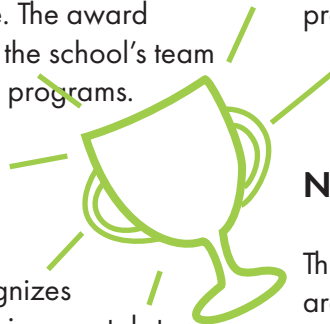 e. The award
the school's team
programs.
gnizes
pr
N
Th
ar